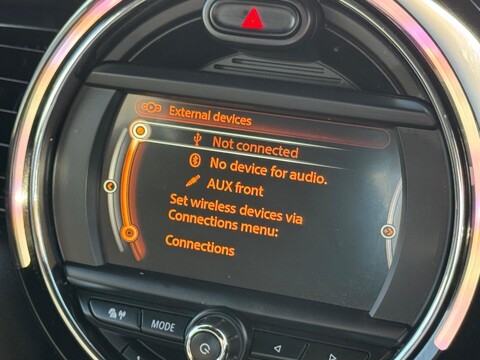 External devices
Not connected
No device for audio.
AUX front
Set wireless devices via
Connections menu:
Connections
MODE